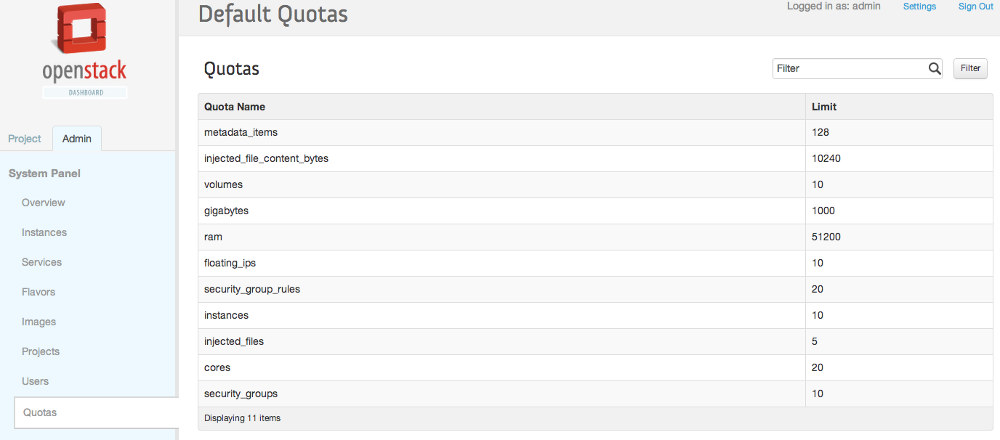 openstack
DASHBOARD
Project Admin
System Panel
Overview
Instances
Services
Flavors
Images
Projects
Users
Quotas
Default Quotas
Logged in as: admin Settings Sign Out
Quotas
Filter Filter
Quota Name Limit
metadata_items 128
injected_file_content_bytes 10240
volumes 10
gigabytes 1000
ram 51200
floating_ips 10
security_group_rules 20
instances 10
injected_files 5
cores 20
security_groups 10
Displaying 11 items